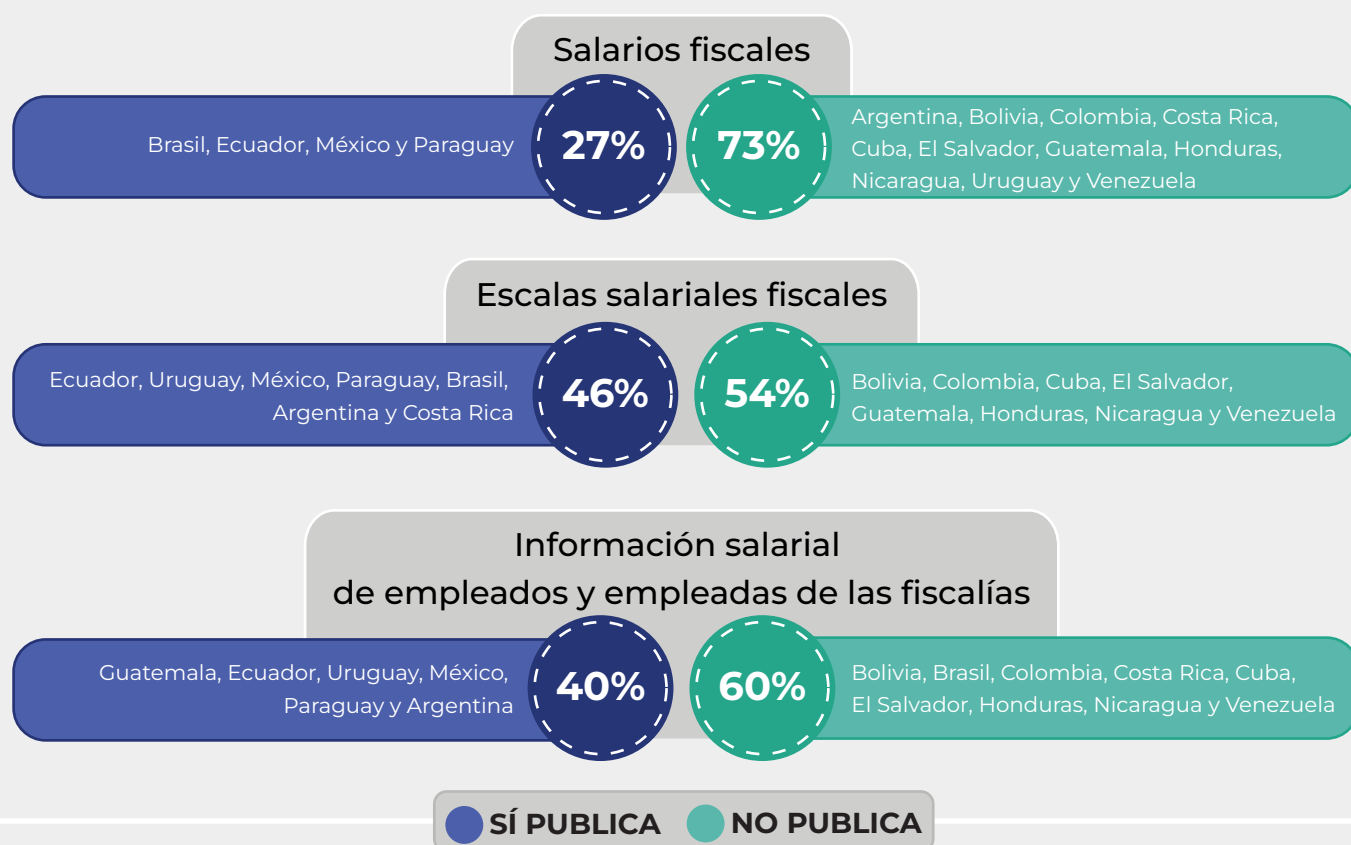 Salarios fiscales
Brasil, Ecuador, México y Paraguay
27%
73%
Argentina, Bolivia, Colombia, Costa Rica,
Cuba, El Salvador, Guatemala, Honduras,
Nicaragua, Uruguay y Venezuela
Escalas salariales fiscales
Ecuador, Uruguay, México, Paraguay, Brasil,
Argentina y Costa Rica
46%
54%
Bolivia, Colombia, Cuba, El Salvador,
Guatemala, Honduras, Nicaragua y Venezuela
Información salarial
de empleados y empleadas de las fiscalías
Guatemala, Ecuador, Uruguay, México,
Paraguay y Argentina
40%
60%
Bolivia, Brasil, Colombia, Costa Rica, Cuba,
El Salvador, Honduras, Nicaragua y Venezuela
SÍ PUBLICA
NO PUBLICA